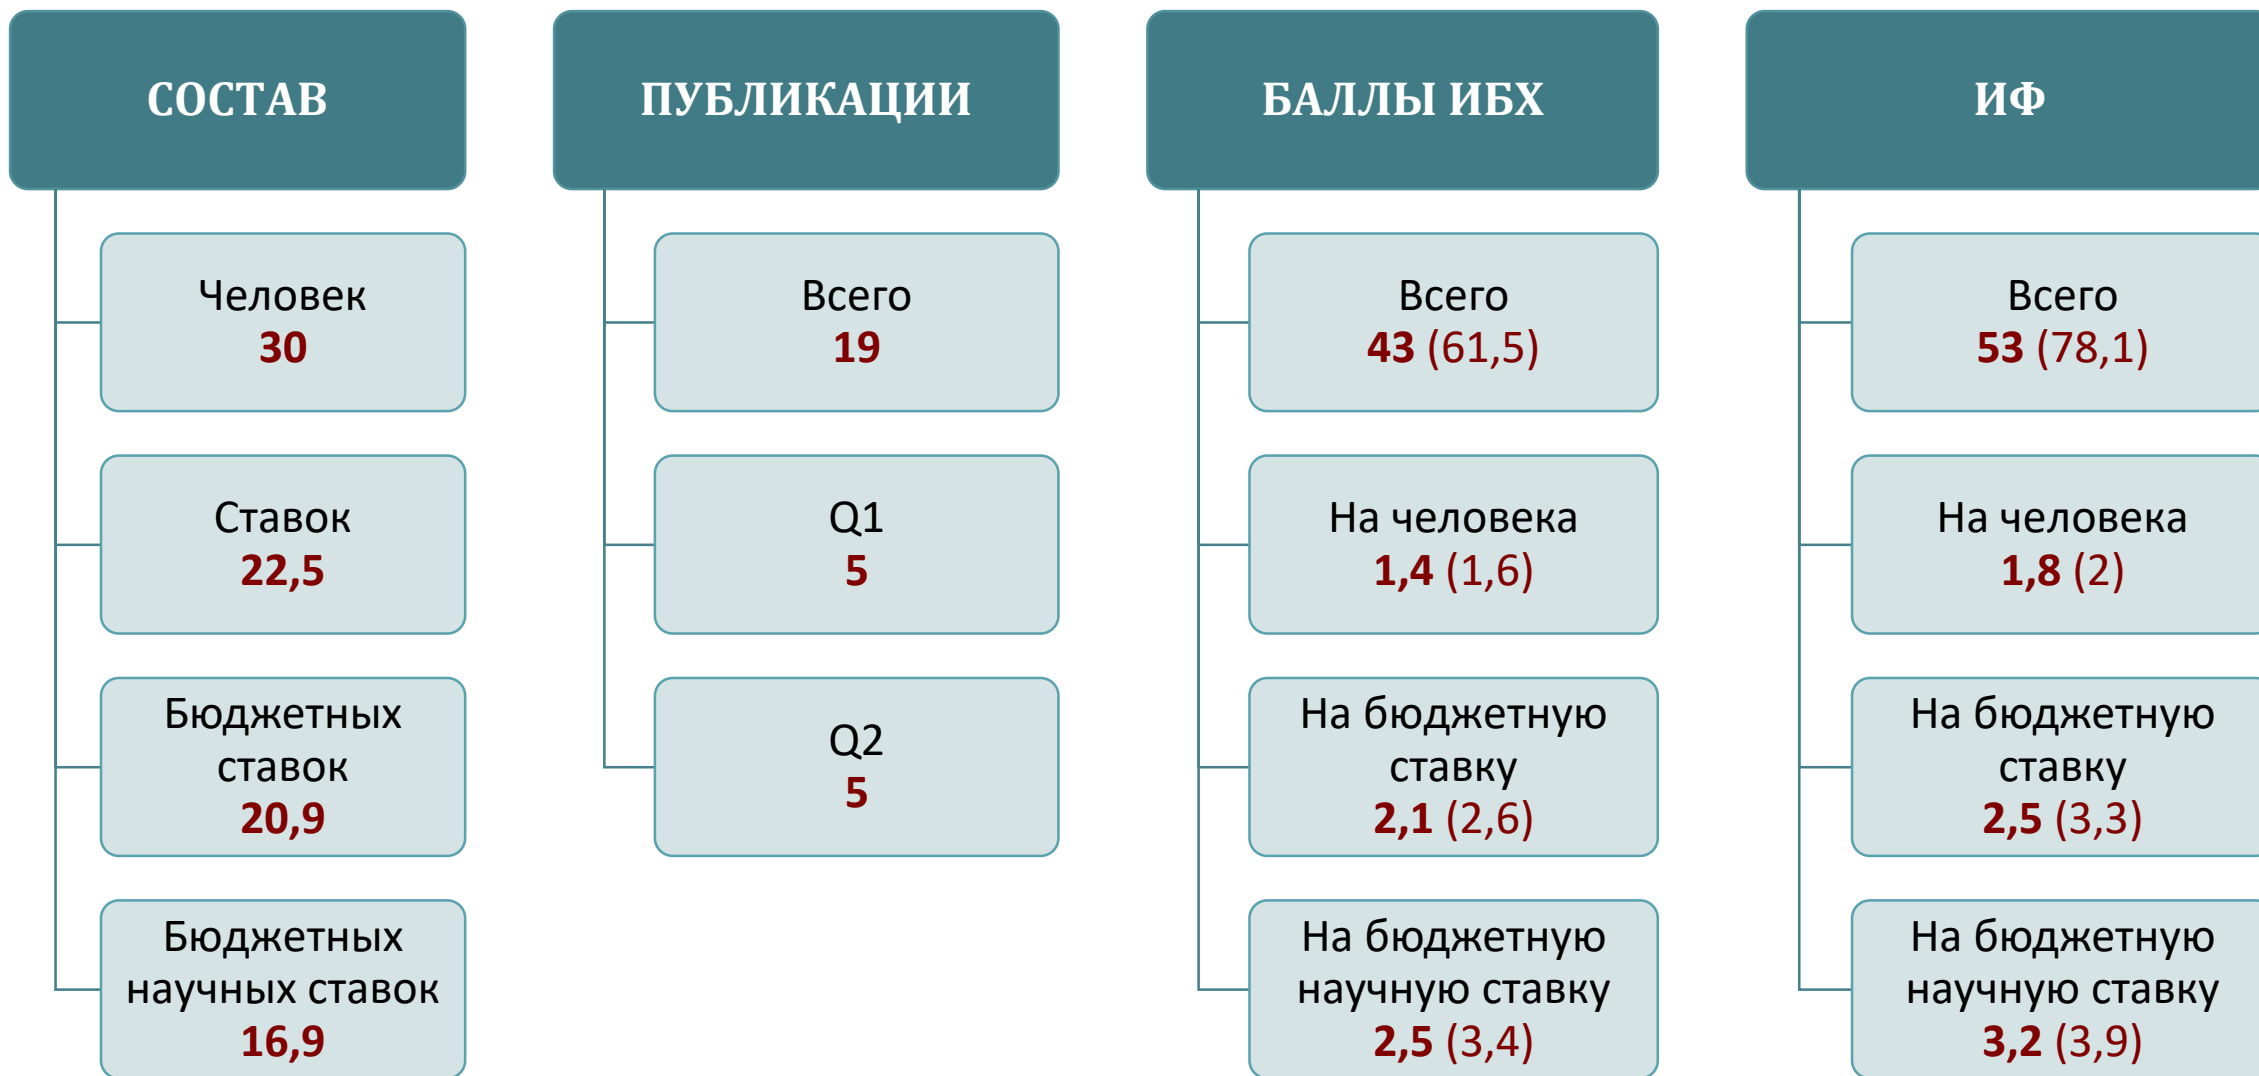 СОСТАВ
Человек
30
Ставок
22,5
Бюджетных
ставок
20,9
Бюджетных
научных ставок
16,9
ПУБЛИКАЦИИ
Всего
19
Q1
5
Q2
5
БАЛЛЫ ИБХ
Всего
43 (61,5)
На человека
1,4 (1,6)
На бюджетную
ставку
2,1 (2,6)
На бюджетную
научную ставку
2,5 (3,4)
ИФ
Всего
53 (78,1)
На человека
1,8 (2)
На бюджетную
ставку
2,5 (3,3)
На бюджетную
научную ставку
3,2 (3,9)